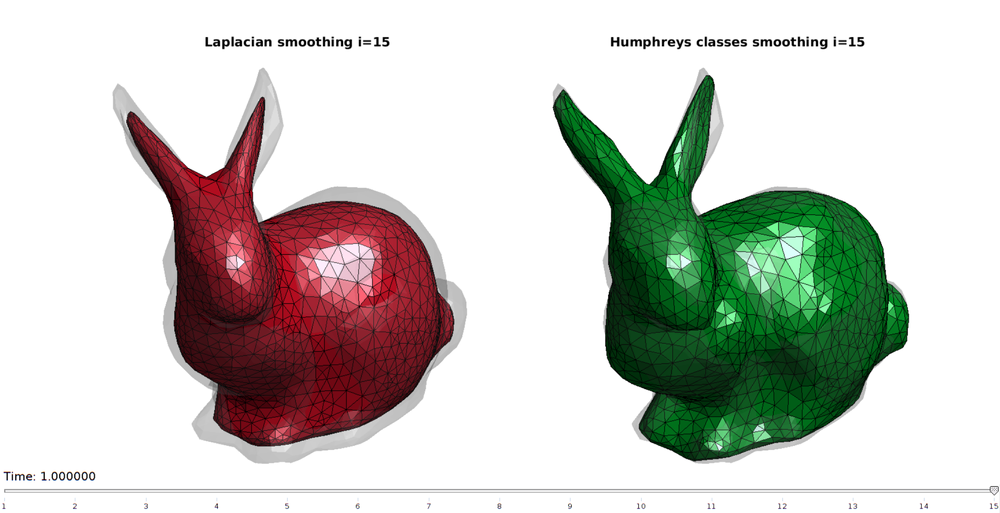 Laplacian smoothing i=15
Humphreys classes smoothing i=15
Time: 1.000000
1 2 3 4 5 6 7 8 9 10 11 12 13 14 15